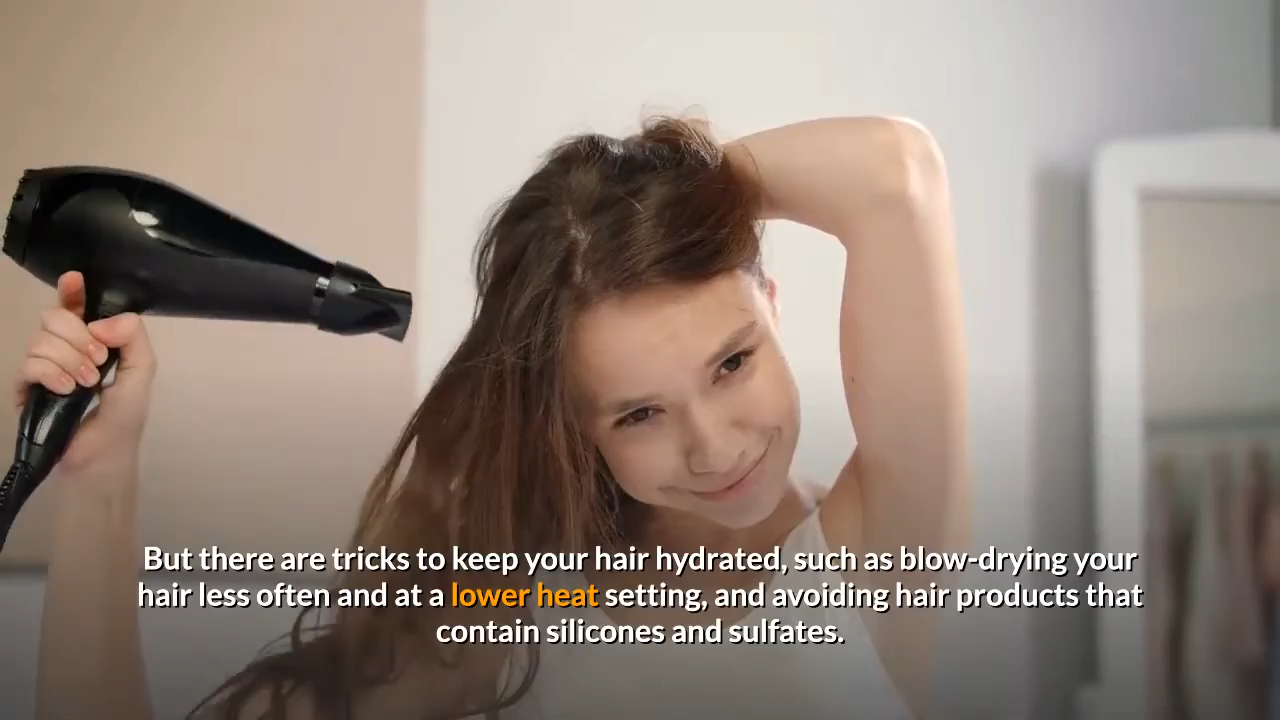 But there are tricks to keep your hair hydrated, such as blow-drying your
hair less often and at a lower heat setting, and avoiding hair products that
contain silicones and sulfates.